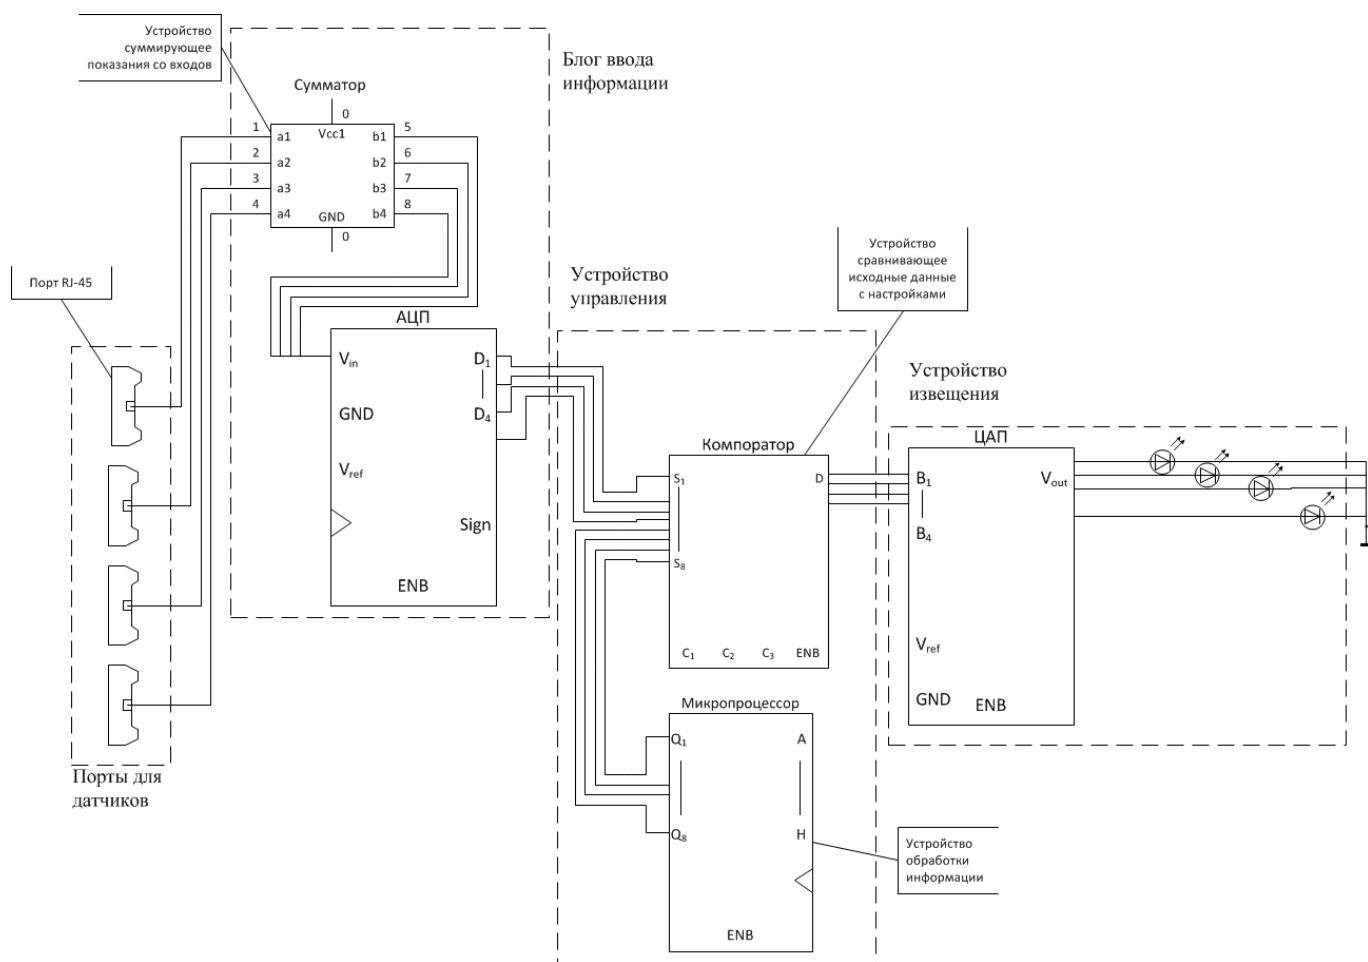 Устройство
суммирующее
показания со входов
Блог ввода
информации
Сумматор
0
1
a1
Vcc1
b1
5
2
a2
b2
6
3
a3
b3
7
4
a4
GND
b4
8
0
Порт RJ-45
Устройство
управления
Устройство
сравнивающее
исходные данные
с настройками
АЦП
Vin
D1
GND
D4
Vref
Sign
ENB
Устройство
извещения
Компоратор
S1
D
S8
C1
C2
C3
ENB
ЦАП
B1
Vout
B4
Vref
GND
ENB
Микропроцессор
Q1
A
Q8
H
ENB
Порты для
датчиков
Устройство
обработки
информации